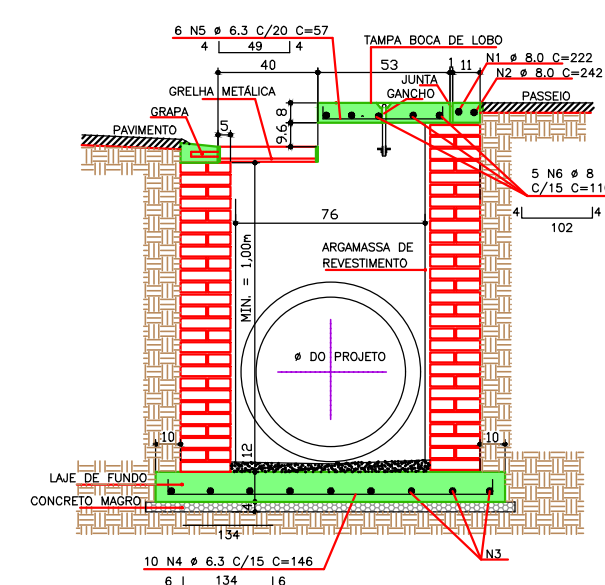 6 N5 ø 6.3 C/20 C=57
4 49 4
TAMPA BOCA DE LOBO
40 53 1 11
N1 ø 8.0 C=222
N2 ø 8.0 C=242
JUNTA
GANCHO
GRELHA METÁLICA
PASSEIO
GRAPA
8
9.6
5
PAVIMENTO
5 N6 ø 8
C/15 C=110
4 102 4
76
ARGAMASSA DE
REVESTIMENTO
MIN. = 1,00m
ø DO PROJETO
10 12 10
LAJE DE FUNDO
CONCRETO MAGRO
4
134
N3
10 N4 ø 6.3 C/15 C=146
6 134 6